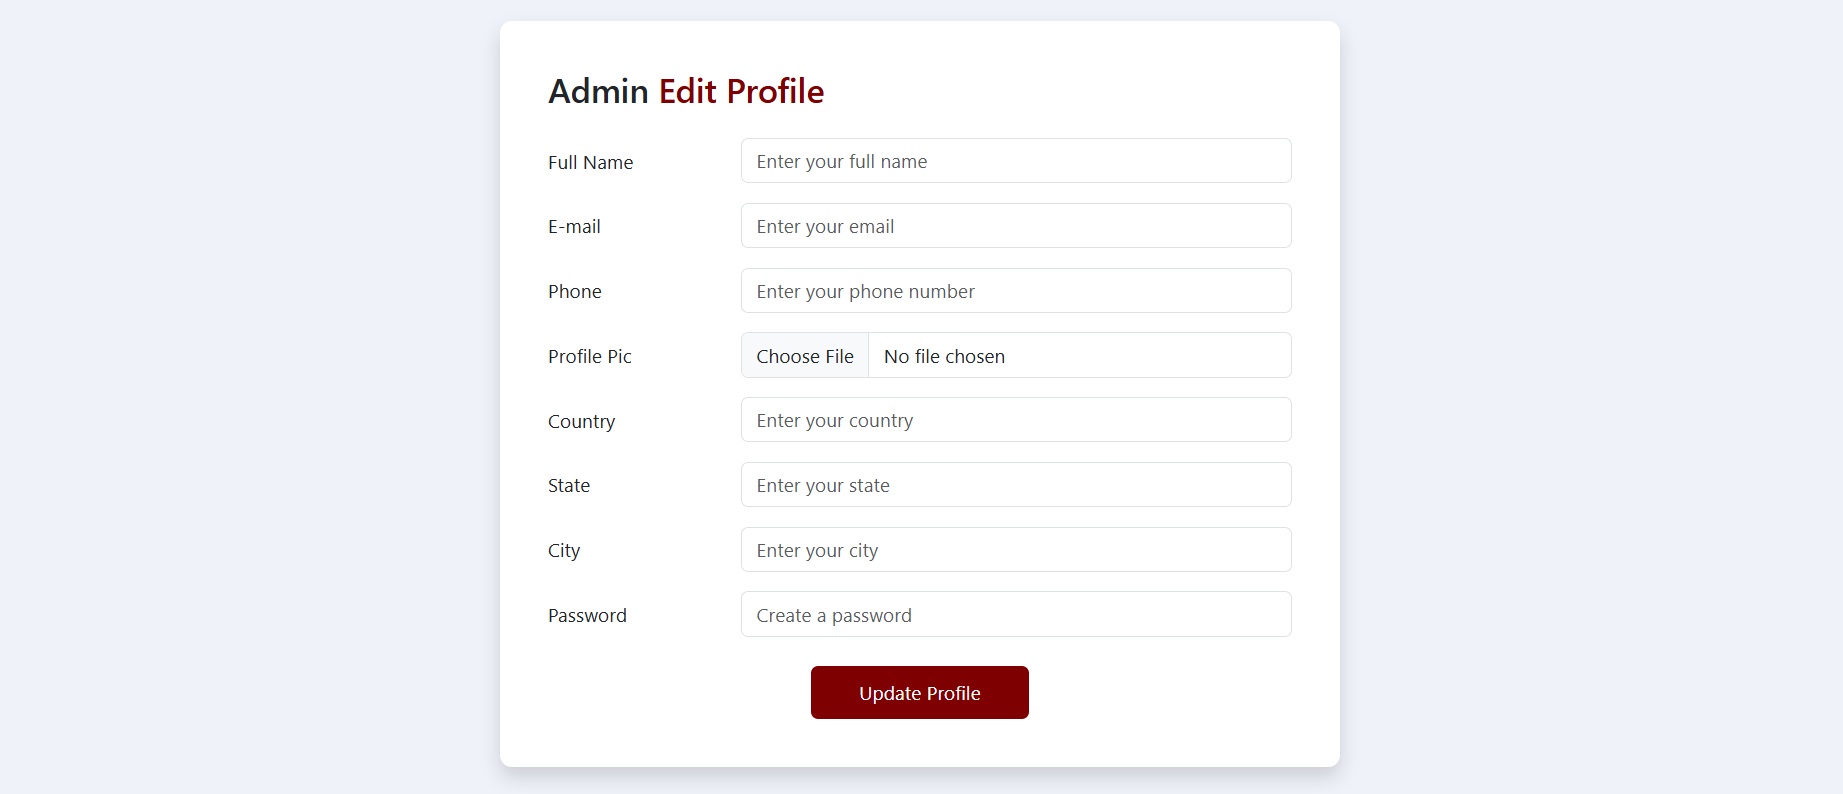 Admin Edit Profile
Full Name Enter your full name
E-mail Enter your email
Phone Enter your phone number
Profile Pic Choose File No file chosen
Country Enter your country
State Enter your state
City Enter your city
Password Create a password
Update Profile